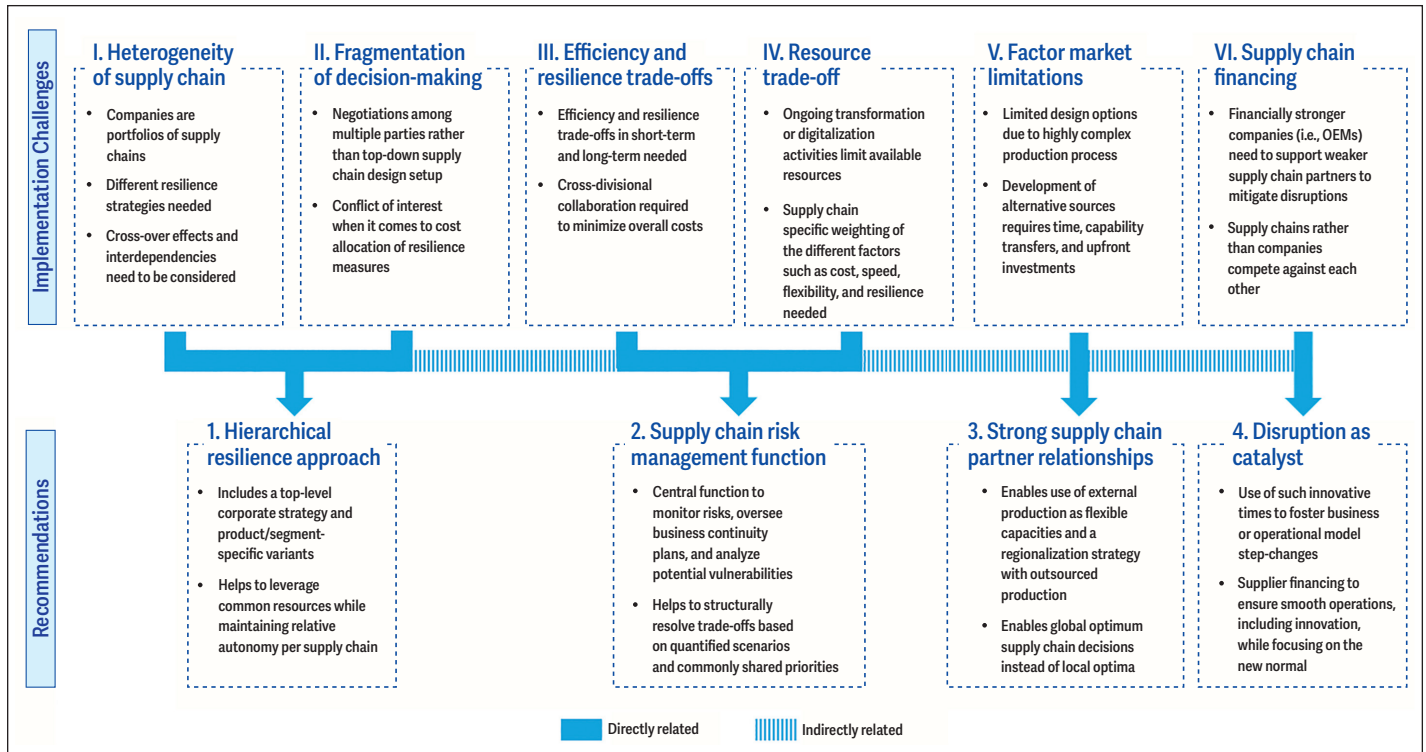 Implementation Challenges
I. Heterogeneity
of supply chain
• Companies are
portfolios of supply
chains
• Different resilience
strategies needed
• Cross-over effects and
interdependencies
need to be considered
II. Fragmentation
of decision-making
• Negotiations among
multiple parties rather
than top-down supply
chain design setup
• Conflict of interest
when it comes to cost
allocation of resilience
measures
III. Efficiency and
resilience trade-offs
• Efficiency and resilience
trade-offs in short-term
and long-term needed
• Cross-divisional
collaboration required
to minimize overall costs
IV. Resource
trade-off
• Ongoing transformation
or digitalization
activities limit available
resources
• Supply chain
specific weighting of
the different factors
such as cost, speed,
flexibility, and resilience
needed
V. Factor market
limitations
• Limited design options
due to highly complex
production process
• Development of
alternative sources
requires time, capability
transfers, and upfront
investments
VI. Supply chain
financing
• Financially stronger
companies (i.e., OEMs)
need to support weaker
supply chain partners to
mitigate disruptions
• Supply chains rather
than companies
compete against each
other
Recommendations
1. Hierarchical
resilience approach
• Includes a top-level
corporate strategy and
product/segment-
specific variants
• Helps to leverage
common resources while
maintaining relative
autonomy per supply chain
2. Supply chain risk
management function
• Central function to
monitor risks, oversee
business continuity
plans, and analyze
potential vulnerabilities
• Helps to structurally
resolve trade-offs based
on quantified scenarios
and commonly shared priorities
3. Strong supply chain
partner relationships
• Enables use of external
production as flexible
capacities and a
regionalization strategy
with outsourced
production
• Enables global optimum
supply chain decisions
instead of local optima
4. Disruption as
catalyst
• Use of such innovative
times to foster business
or operational model
step-changes
• Supplier financing to
ensure smooth operations,
including innovation,
while focusing on the
new normal
Directly related
Indirectly related